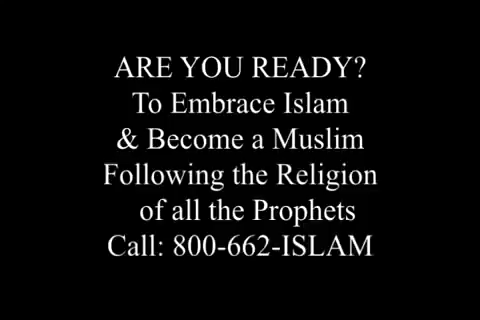 ARE YOU READY?
To Embrace Islam
& Become a Muslim
Following the Religion
of all the Prophets
Call: 800-662-ISLAM